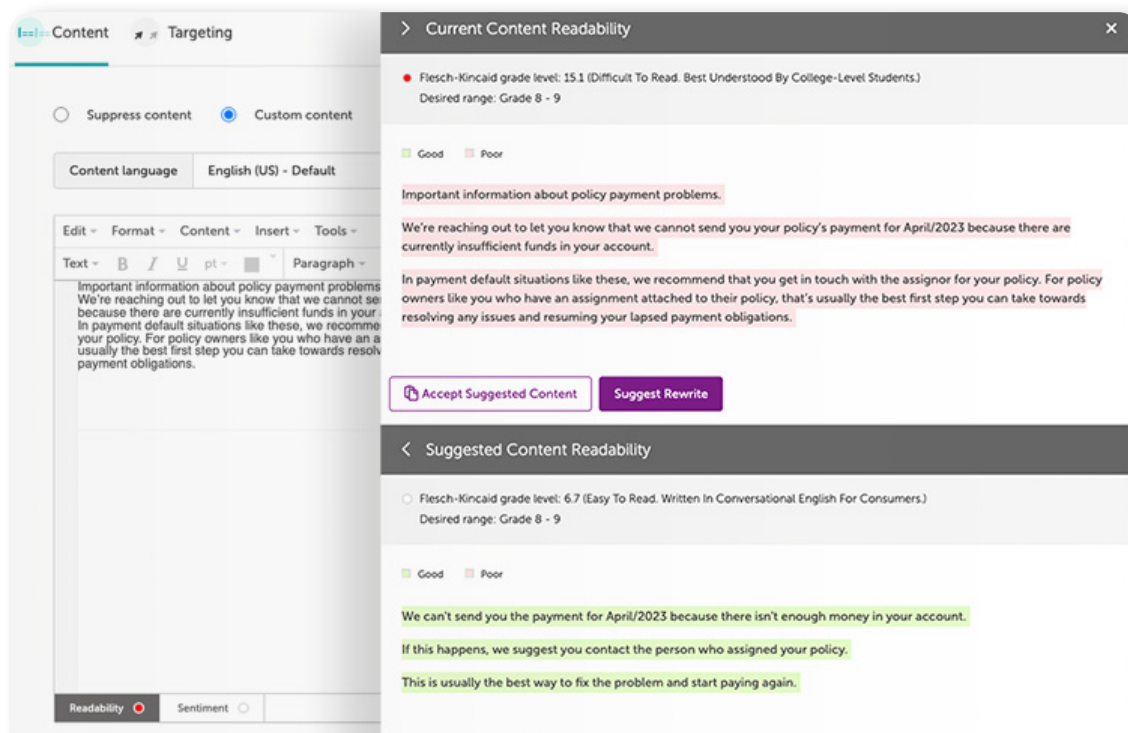 Content
Targeting
Suppress content
Custom content
Content language
English (US) - Default
Edit Format Content Insert Tools
Text B I U pt Paragraph
Important information about policy payment problems
We're reaching out to let you know that we cannot se
because there are currently insufficient funds in your
In payment default situations like these, we recomme
your policy. For policy owners like you who have an a
usually the best first step you can take towards resolv
payment obligations.
Readability
Sentiment
Current Content Readability
Flesch-Kincaid grade level: 15.1 (Difficult To Read. Best Understood By College-Level Students.)
Desired range: Grade 8 - 9
Good Poor
Important information about policy payment problems.
We're reaching out to let you know that we cannot send you your policy's payment for April/2023 because there are
currently insufficient funds in your account.
In payment default situations like these, we recommend that you get in touch with the assignor for your policy. For policy
owners like you who have an assignment attached to their policy, that's usually the best first step you can take towards
resolving any issues and resuming your lapsed payment obligations.
Accept Suggested Content
Suggest Rewrite
Suggested Content Readability
Flesch-Kincaid grade level: 6.7 (Easy To Read. Written In Conversational English For Consumers.)
Desired range: Grade 8 - 9
Good Poor
We can't send you the payment for April/2023 because there isn't enough money in your account.
If this happens, we suggest you contact the person who assigned your policy.
This is usually the best way to fix the problem and start paying again.